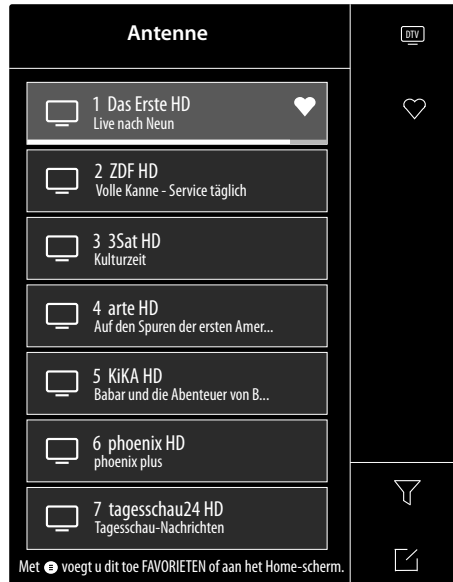 Antenne
DTV
1 Das Erste HD
Live nach Neun
2 ZDF HD
Volle Kanne - Service täglich
3 3Sat HD
Kulturzeit
4 arte HD
Auf den Spuren der ersten Amer...
5 KiKA HD
Babar und die Abenteuer von B...
6 phoenix HD
phoenix plus
7 tagesschau24 HD
Tagesschau-Nachrichten
Met voegt u dit toe FAVORIETEN of aan het Home-scherm.